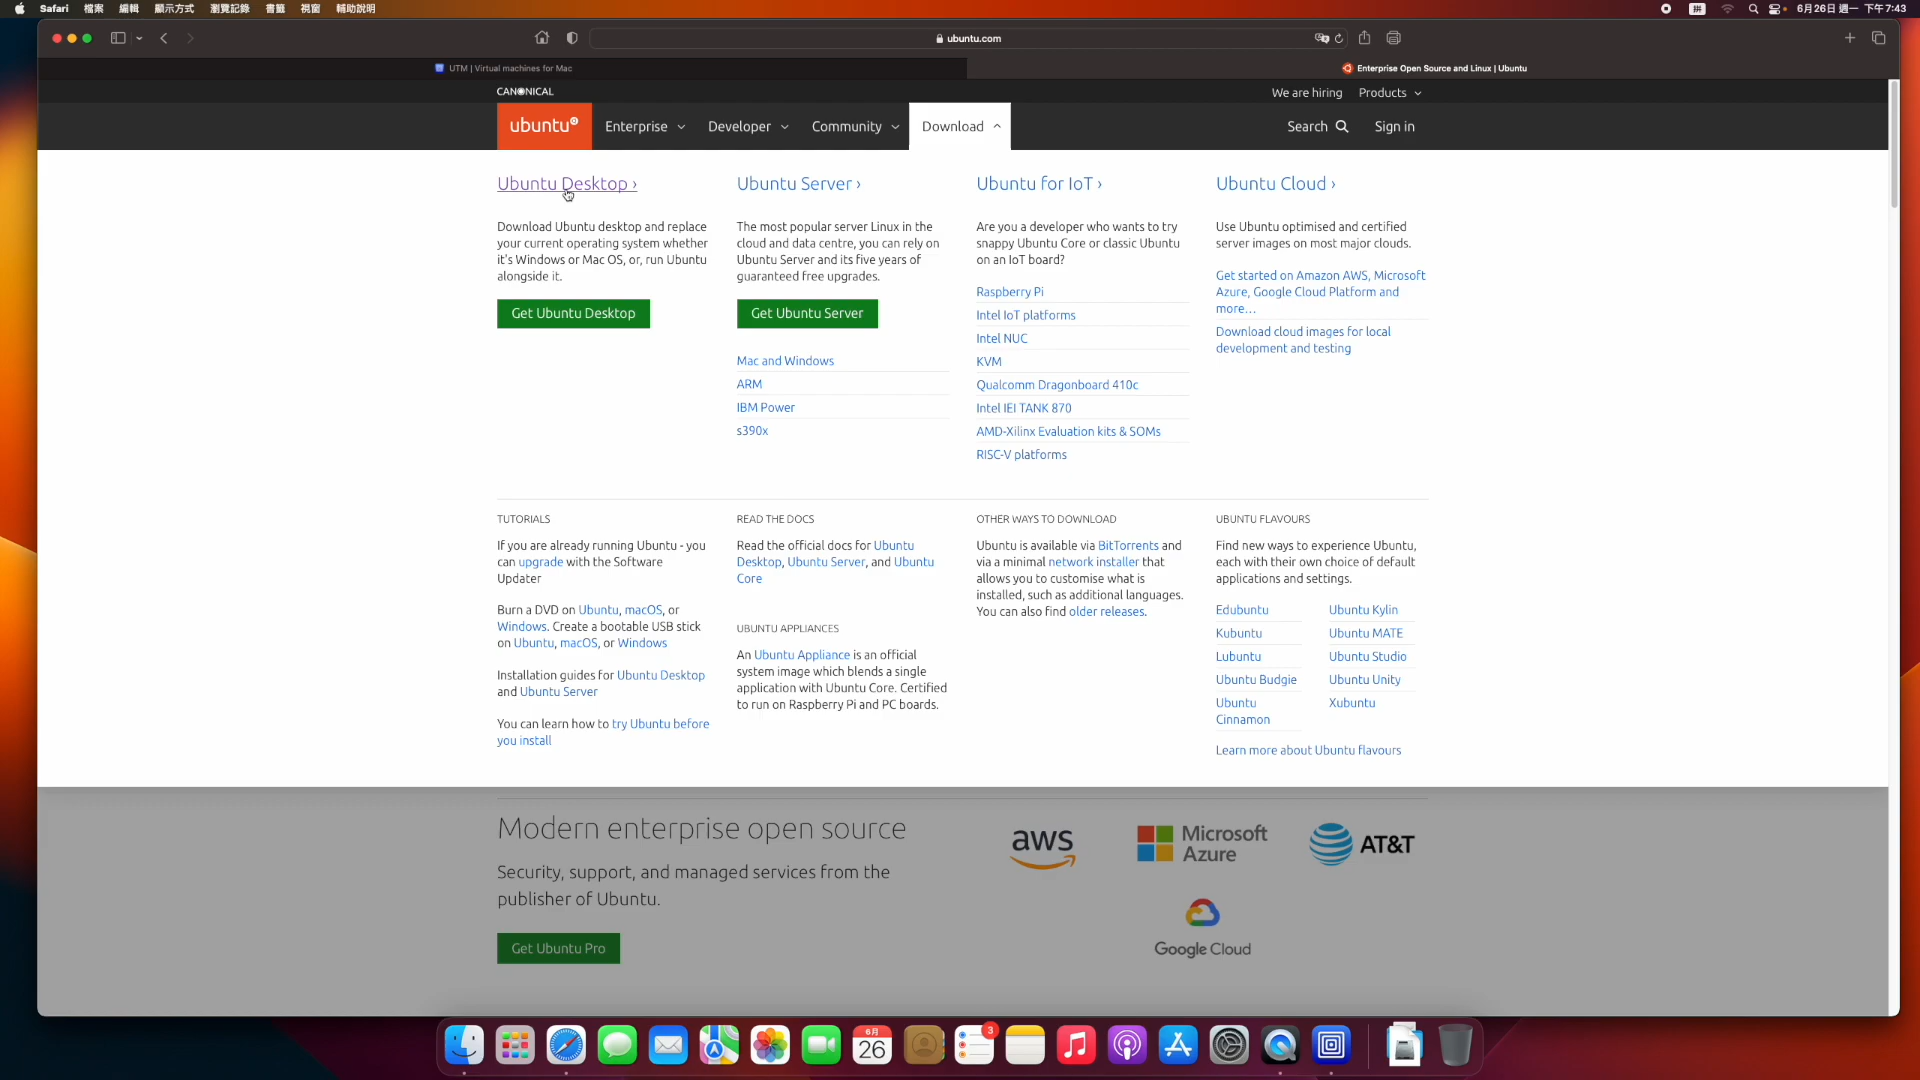 Safari 檔案 編輯 顯示方式 瀏覽記錄 書籤 視窗 輔助說明 拼 6月26日 週一 下午7:43
ubuntu.com
UTM | Virtual machines for Mac
Enterprise Open Source and Linux | Ubuntu
CANONICAL
We are hiring Products
ubuntu Enterprise Developer Community Download Search Sign in
Ubuntu Desktop ›
Download Ubuntu desktop and replace
your current operating system whether
it's Windows or Mac OS, or, run Ubuntu
alongside it.
Get Ubuntu Desktop
Ubuntu Server ›
The most popular server Linux in the
cloud and data centre, you can rely on
Ubuntu Server and its five years of
guaranteed free upgrades.
Get Ubuntu Server
Mac and Windows
ARM
IBM Power
s390x
Ubuntu for IoT ›
Are you a developer who wants to try
snappy Ubuntu Core or classic Ubuntu
on an IoT board?
Raspberry Pi
Intel IoT platforms
Intel NUC
KVM
Qualcomm Dragonboard 410c
Intel IEI TANK 870
AMD-Xilinx Evaluation kits & SOMs
RISC-V platforms
Ubuntu Cloud ›
Use Ubuntu optimised and certified
server images on most major clouds.
Get started on Amazon AWS, Microsoft
Azure, Google Cloud Platform and
more…
Download cloud images for local
development and testing
TUTORIALS
If you are already running Ubuntu - you
can upgrade with the Software
Updater
Burn a DVD on Ubuntu, macOS, or
Windows. Create a bootable USB stick
on Ubuntu, macOS, or Windows
Installation guides for Ubuntu Desktop
and Ubuntu Server
You can learn how to try Ubuntu before
you install
READ THE DOCS
Read the official docs for Ubuntu
Desktop, Ubuntu Server, and Ubuntu
Core
UBUNTU APPLIANCES
An Ubuntu Appliance is an official
system image which blends a single
application with Ubuntu Core. Certified
to run on Raspberry Pi and PC boards.
OTHER WAYS TO DOWNLOAD
Ubuntu is available via BitTorrents and
via a minimal network installer that
allows you to customise what is
installed, such as additional languages.
You can also find older releases.
UBUNTU FLAVOURS
Find new ways to experience Ubuntu,
each with their own choice of default
applications and settings.
Edubuntu
Kubuntu
Lubuntu
Ubuntu Budgie
Ubuntu
Cinnamon
Ubuntu Kylin
Ubuntu MATE
Ubuntu Studio
Ubuntu Unity
Xubuntu
Learn more about Ubuntu flavours
Modern enterprise open source
Security, support, and managed services from the
publisher of Ubuntu.
Get Ubuntu Pro
aws
Microsoft
Azure
AT&T
Google Cloud
6月
26
3